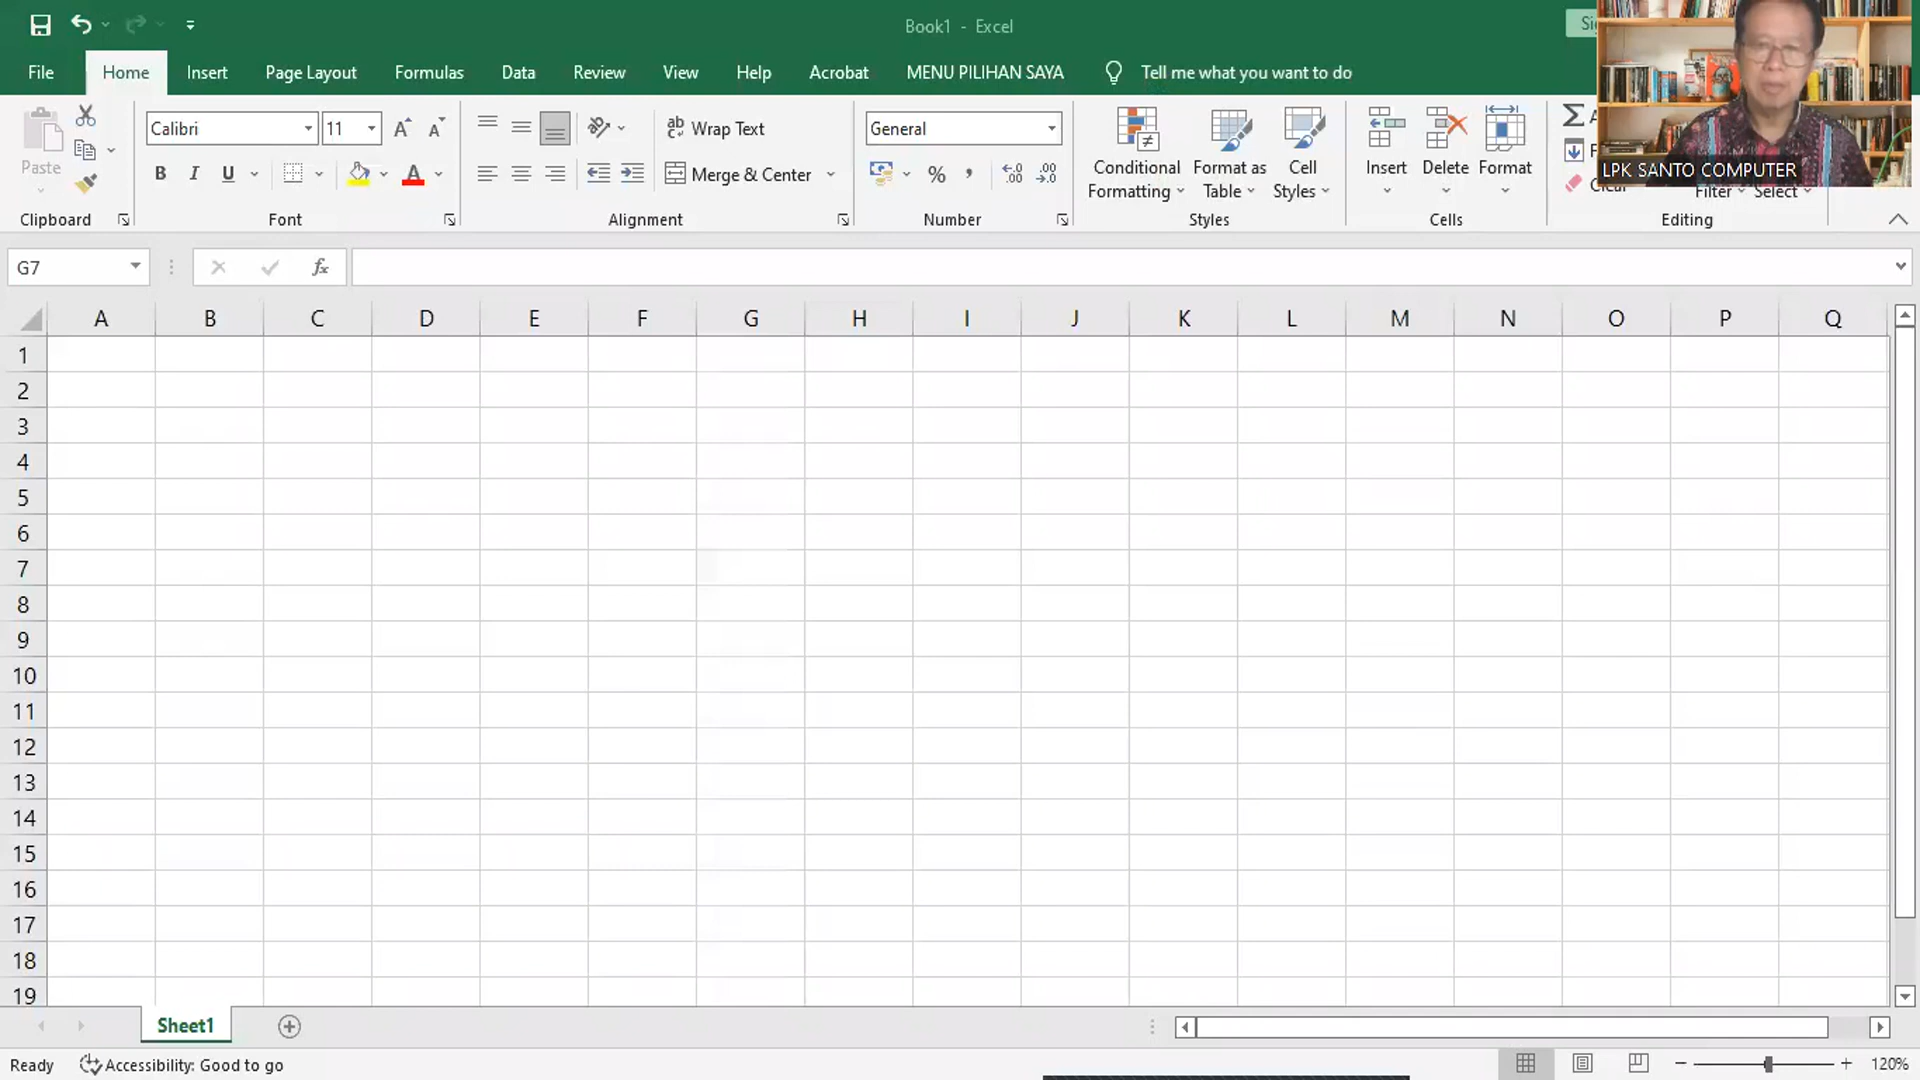 Book1 - Excel
File Home Insert Page Layout Formulas Data Review View Help Acrobat MENU PILIHAN SAYA Tell me what you want to do
Calibri 11 Wrap Text General
Paste B I U Merge & Center % Conditional Formatting Format as Table Cell Styles Insert Delete Format
LPK SANTO COMPUTER
Clear Filter Select
Clipboard Font Alignment Number Styles Cells Editing
G7 fx
A B C D E F G H I J K L M N O P Q
1
2
3
4
5
6
7
8
9
10
11
12
13
14
15
16
17
18
19
Sheet1
Ready Accessibility: Good to go 120%